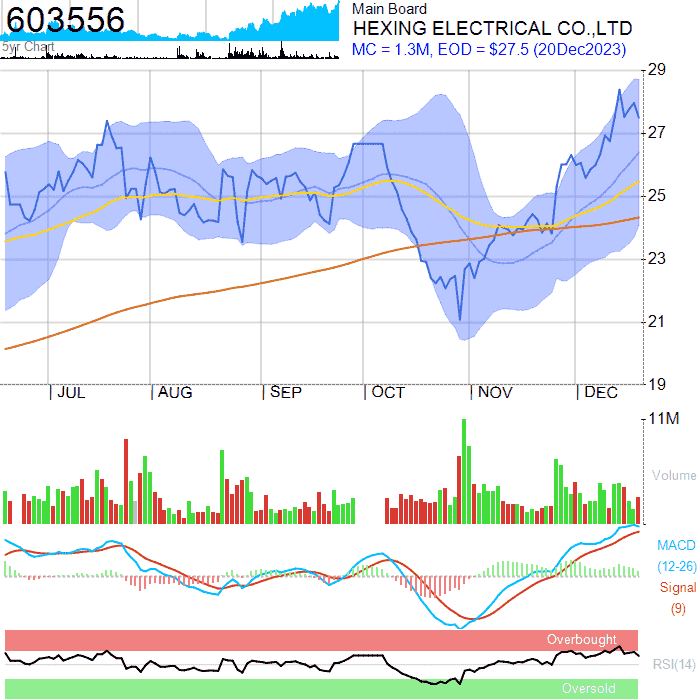 603556
5yr Chart
Main Board
HEXING ELECTRICAL CO.,LTD
MC = 1.3M, EOD = $27.5 (20Dec2023)
29
27
25
23
21
19
| JUL | AUG | SEP | OCT | NOV | DEC
11M
Volume
MACD
(12-26)
Signal
(9)
Overbought
RSI(14)
Oversold